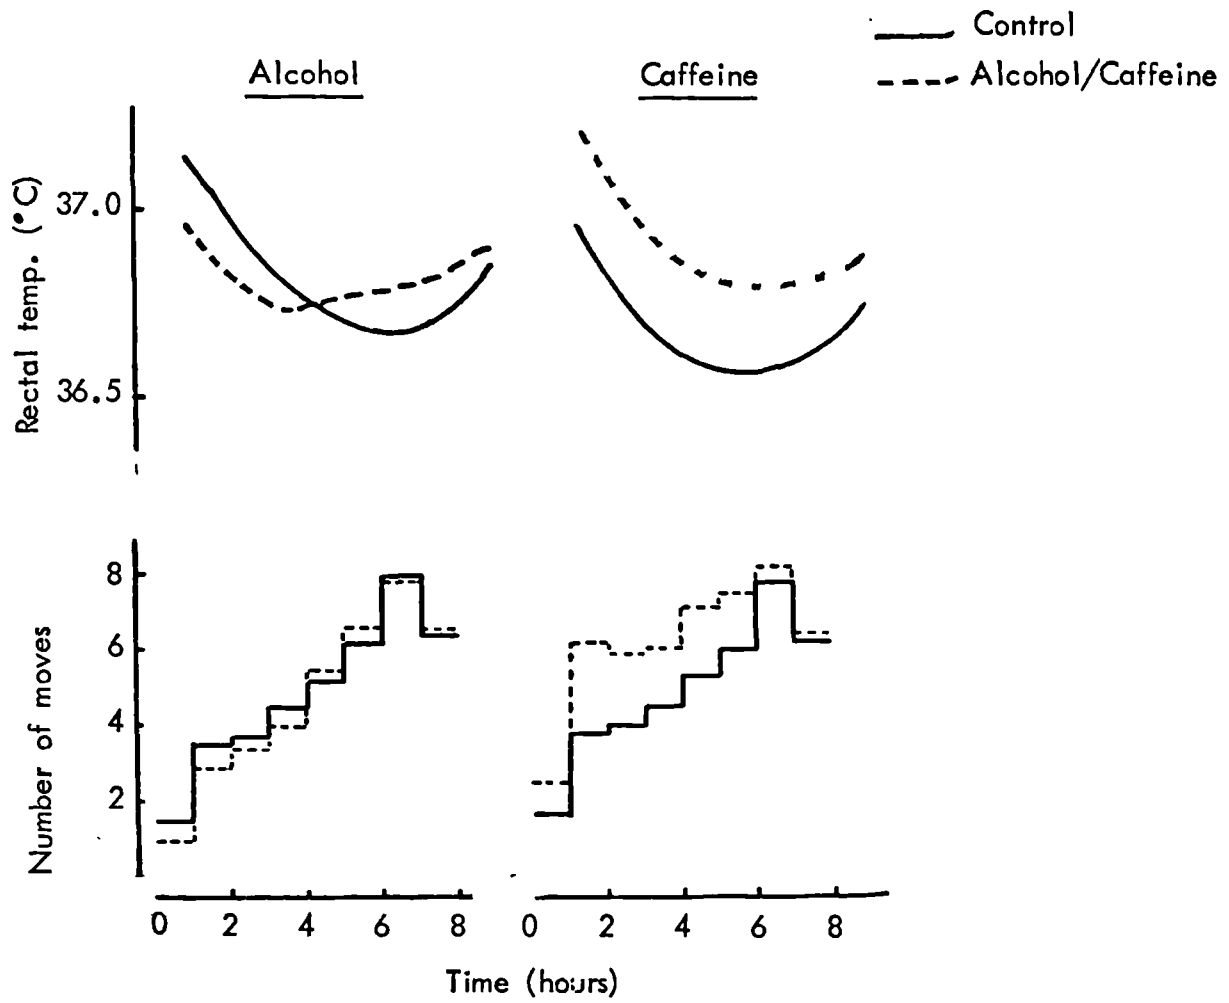 Control
Alcohol/Caffeine
Alcohol
Caffeine
Rectal temp. (°C)
37.0
36.5
Number of moves
8
6
4
2
0 2 4 6 8
0 2 4 6 8
Time (hours)